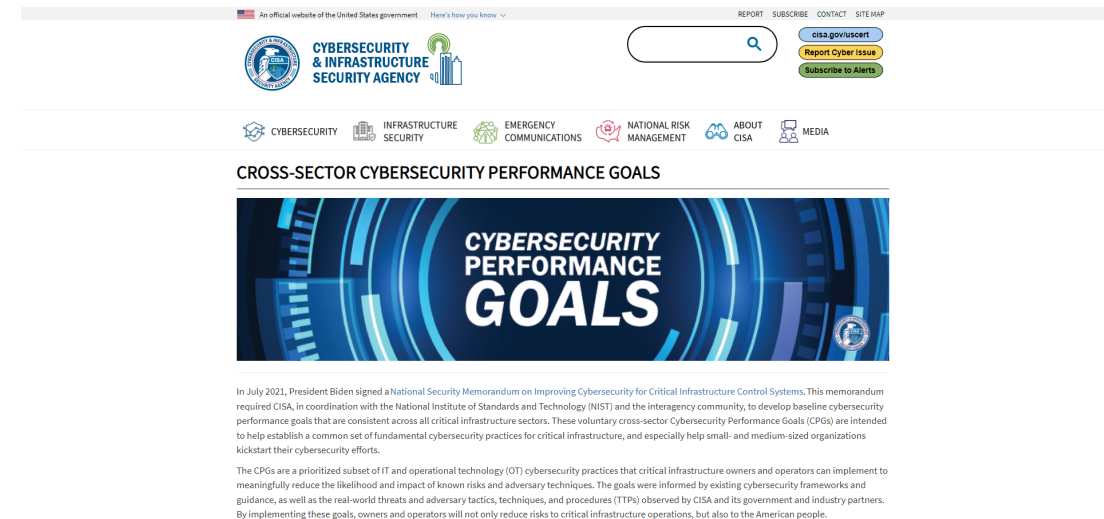 An official website of the United States government Here's how you know
REPORT SUBSCRIBE CONTACT SITE MAP
CYBERSECURITY
& INFRASTRUCTURE
SECURITY AGENCY
cisa.gov/uscert
Report Cyber Issue
Subscribe to Alerts
CISA
CYBERSECURITY
INFRASTRUCTURE
SECURITY
EMERGENCY
COMMUNICATIONS
NATIONAL RISK
MANAGEMENT
ABOUT
CISA
MEDIA
CROSS-SECTOR CYBERSECURITY PERFORMANCE GOALS
CYBERSECURITY
PERFORMANCE
GOALS
In July 2021, President Biden signed a National Security Memorandum on Improving Cybersecurity for Critical Infrastructure Control Systems. This memorandum
required CISA, in coordination with the National Institute of Standards and Technology (NIST) and the interagency community, to develop baseline cybersecurity
performance goals that are consistent across all critical infrastructure sectors. These voluntary cross-sector Cybersecurity Performance Goals (CPGs) are intended
to help establish a common set of fundamental cybersecurity practices for critical infrastructure, and especially help small- and medium-sized organizations
kickstart their cybersecurity efforts.
The CPGs are a prioritized subset of IT and operational technology (OT) cybersecurity practices that critical infrastructure owners and operators can implement to
meaningfully reduce the likelihood and impact of known risks and adversary techniques. The goals were informed by existing cybersecurity frameworks and
guidance, as well as the real-world threats and adversary tactics, techniques, and procedures (TTPs) observed by CISA and its government and industry partners.
By implementing these goals, owners and operators will not only reduce risks to critical infrastructure operations, but also to the American people.